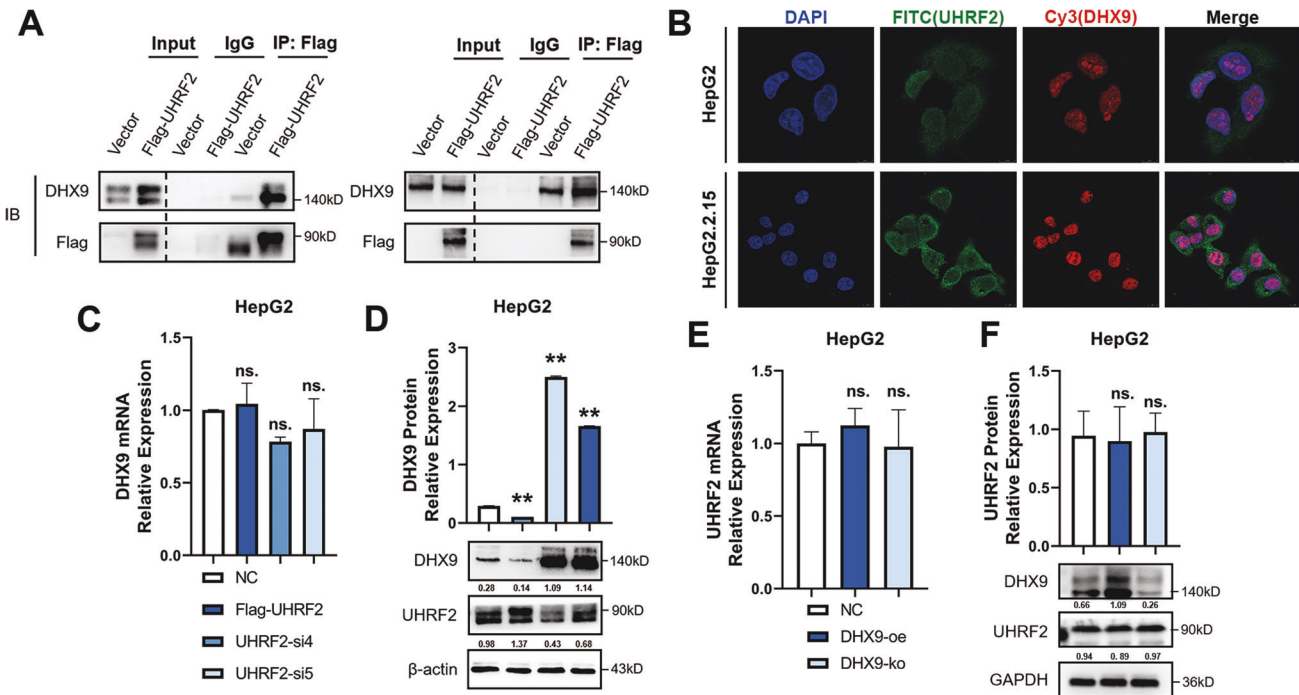 A
Input IgG IP: Flag
Vector Flag-UHRF2 Vector Flag-UHRF2 Vector Flag-UHRF2
IB
DHX9 140kD
Flag 90kD
Input IgG IP: Flag
Vector Flag-UHRF2 Vector Flag-UHRF2 Vector Flag-UHRF2
DHX9 140kD
Flag 90kD
B
DAPI FITC(UHRF2) Cy3(DHX9) Merge
HepG2
HepG2.2.15
C
HepG2
DHX9 mRNA
Relative Expression
1.5
1.0
0.5
0.0
ns. ns. ns.
NC
Flag-UHRF2
UHRF2-si4
UHRF2-si5
D
HepG2
DHX9 Protein
Relative Expression
3
2
1
0
** ** **
DHX9 140kD
0.28 0.14 1.09 1.14
UHRF2 90kD
0.98 1.37 0.43 0.68
β-actin 43kD
E
HepG2
UHRF2 mRNA
Relative Expression
1.5
1.0
0.5
0.0
ns. ns.
NC
DHX9-oe
DHX9-ko
F
HepG2
UHRF2 Protein
Relative Expression
1.5
1.0
0.5
0.0
ns. ns.
DHX9 140kD
0.66 1.09 0.26
UHRF2 90kD
0.94 0.89 0.97
GAPDH 36kD